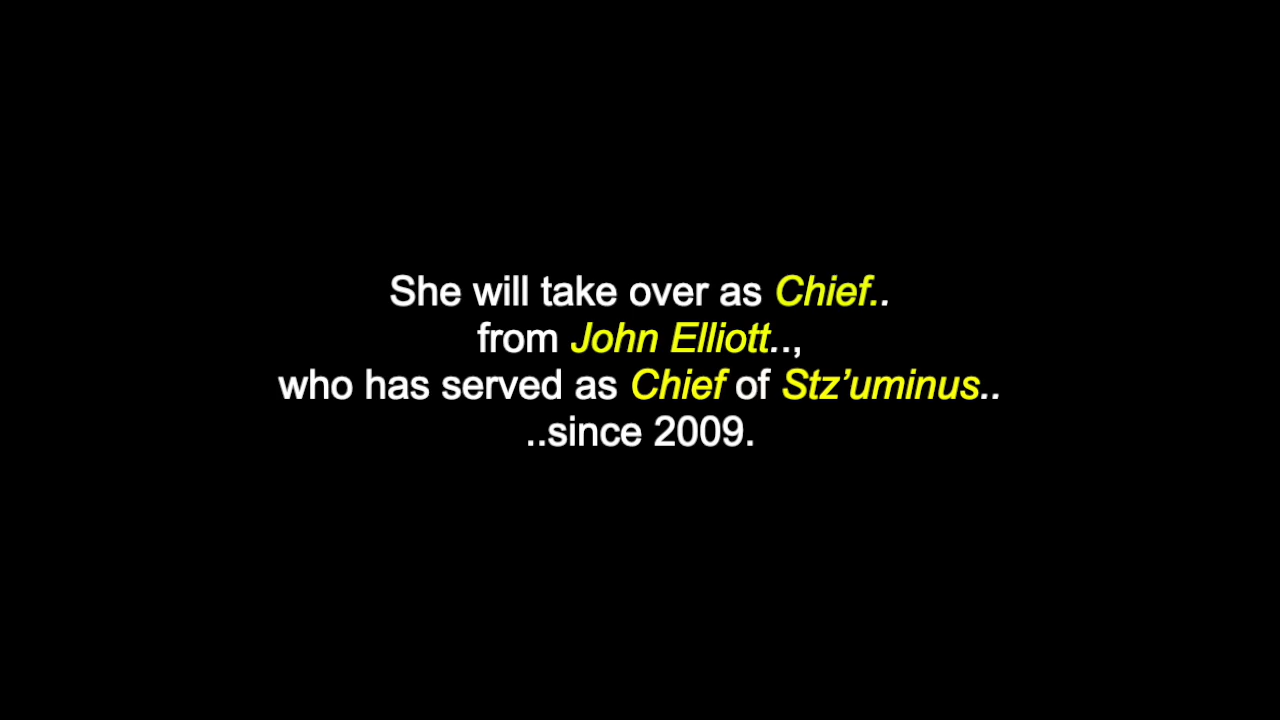 She will take over as Chief..
from John Elliott..,
who has served as Chief of Stz’uminus..
..since 2009.